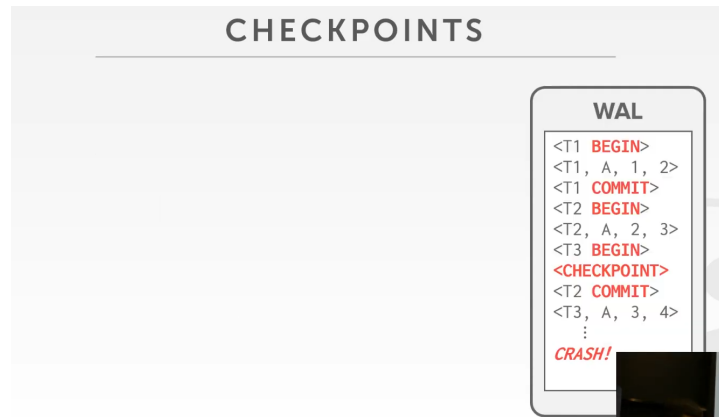 CHECKPOINTS
WAL
<T1 BEGIN>
<T1, A, 1, 2>
<T1 COMMIT>
<T2 BEGIN>
<T2, A, 2, 3>
<T3 BEGIN>
<CHECKPOINT>
<T2 COMMIT>
<T3, A, 3, 4>
⋮
CRASH!